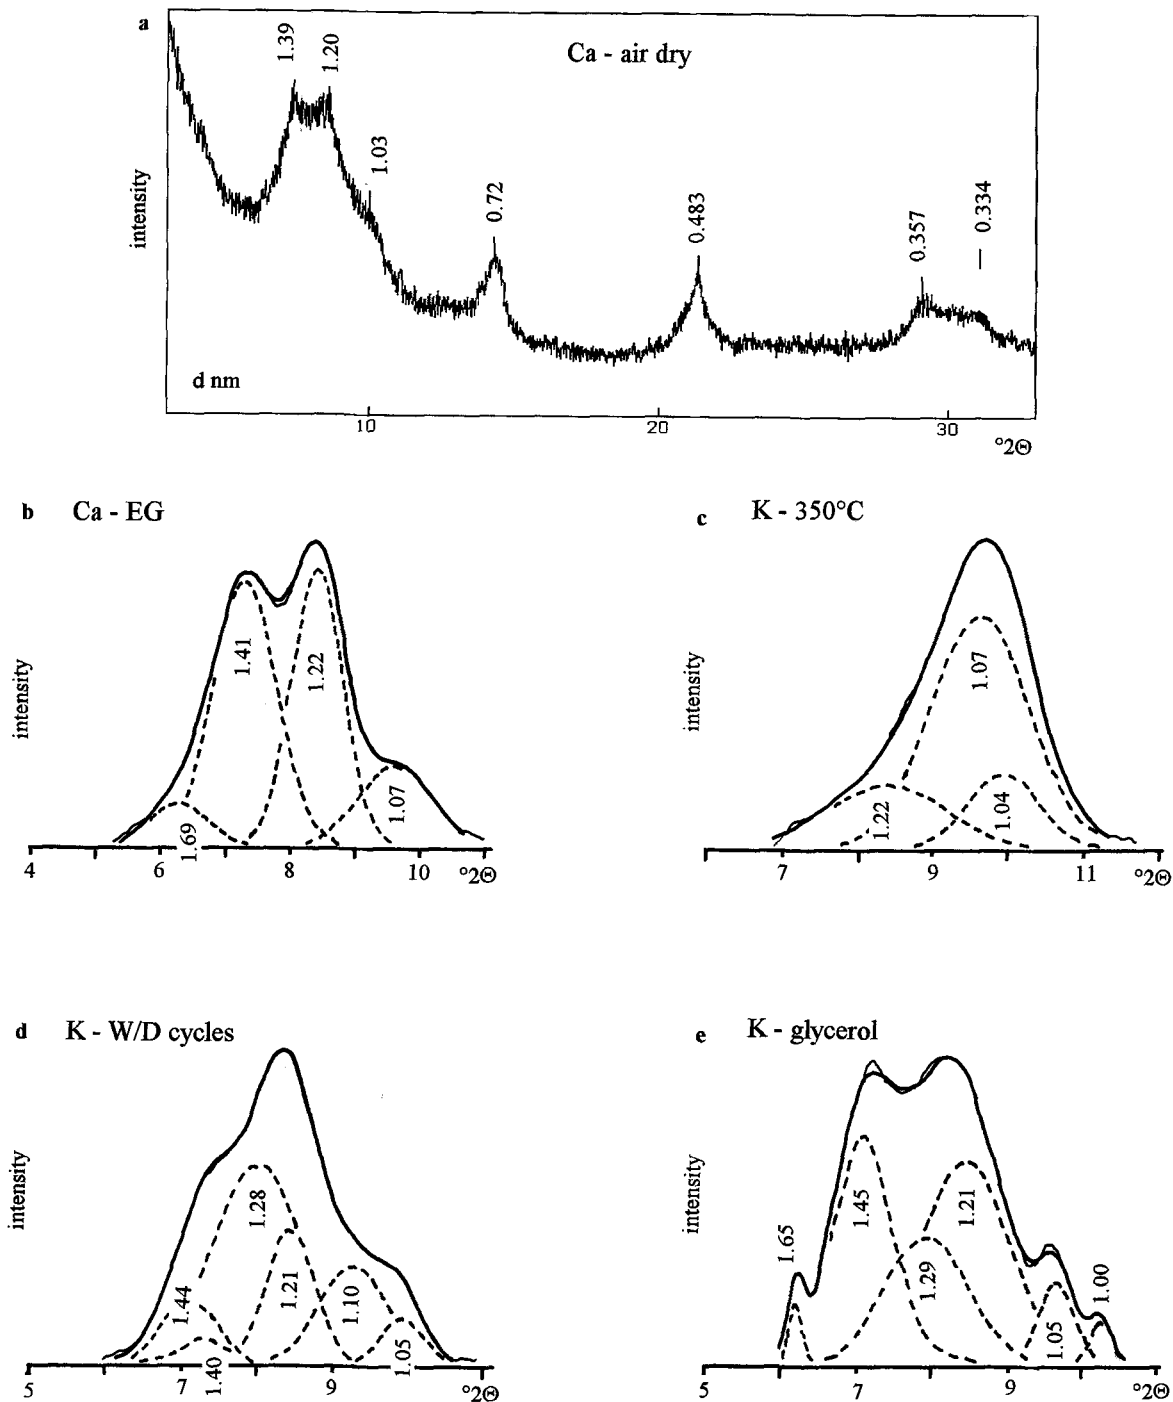 a
Ca - air dry
1.39
1.20
1.03
0.72
0.483
0.357
0.334
intensity
d nm
10
20
30
°2Θ
b Ca - EG
intensity
1.69
1.41
1.22
1.07
4
6
8
10
°2Θ
c K - 350°C
intensity
1.22
1.07
1.04
7
9
11
°2Θ
d K - W/D cycles
intensity
1.44
1.40
1.28
1.21
1.10
1.05
5
7
9
°2Θ
e K - glycerol
intensity
1.65
1.45
1.29
1.21
1.05
1.00
5
7
9
°2Θ